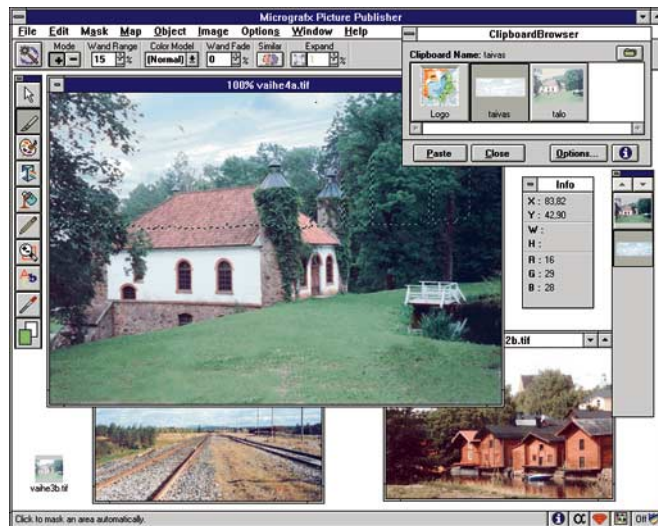 Micrografx Picture Publisher
File Edit Mask Map Object Image Options Window Help
Mode Wand Range Color Model Wand Fade Similar Expand
15 % (Normal) 0 % 1 %
ClipboardBrowser
Clipboard Name: taivas
Logo taivas talo
Paste Close Options...
100% vaihe4a.tif
Info
X : 83,82
Y : 42,90
W :
H :
R : 16
G : 29
B : 28
2b.tif
vaihe3b.tif
Click to mask an area automatically.
Off